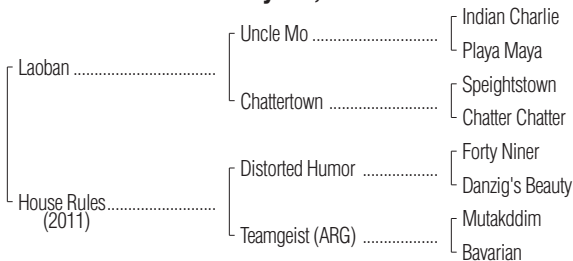 Indian Charlie
Uncle Mo ..................
Playa Maya
Laoban ....................
Speightstown
Chattertown ...............
Chatter Chatter
Forty Niner
Distorted Humor ...........
Danzig's Beauty
House Rules................
(2011)
Mutakddim
Teamgeist (ARG) ...........
Bavarian